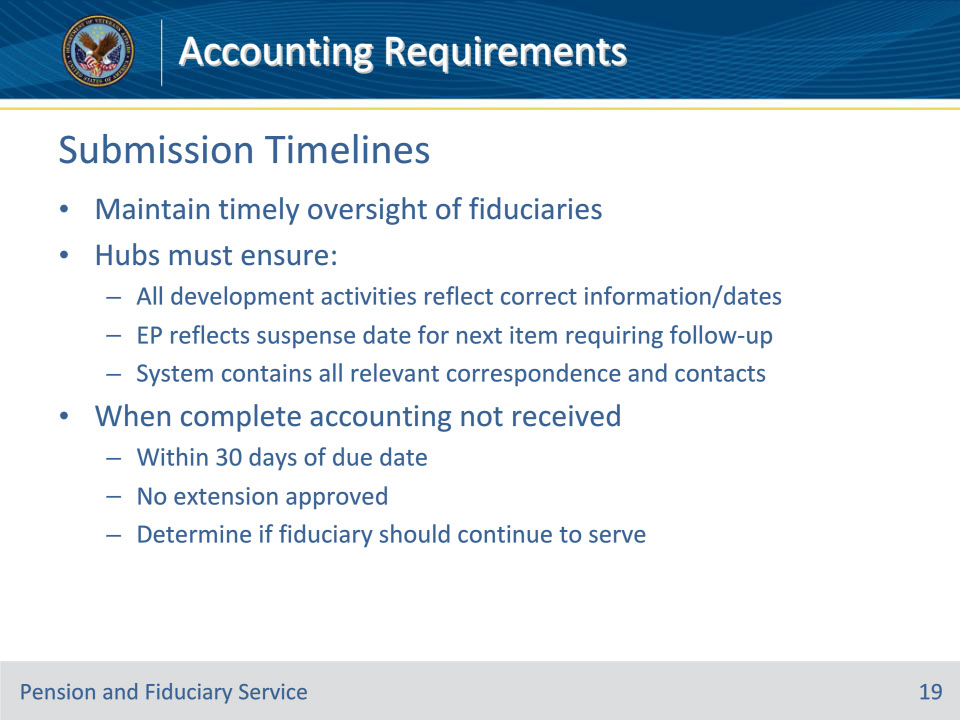 Accounting Requirements
Submission Timelines
• Maintain timely oversight of fiduciaries
• Hubs must ensure:
– All development activities reflect correct information/dates
– EP reflects suspense date for next item requiring follow-up
– System contains all relevant correspondence and contacts
• When complete accounting not received
– Within 30 days of due date
– No extension approved
– Determine if fiduciary should continue to serve
Pension and Fiduciary Service
19